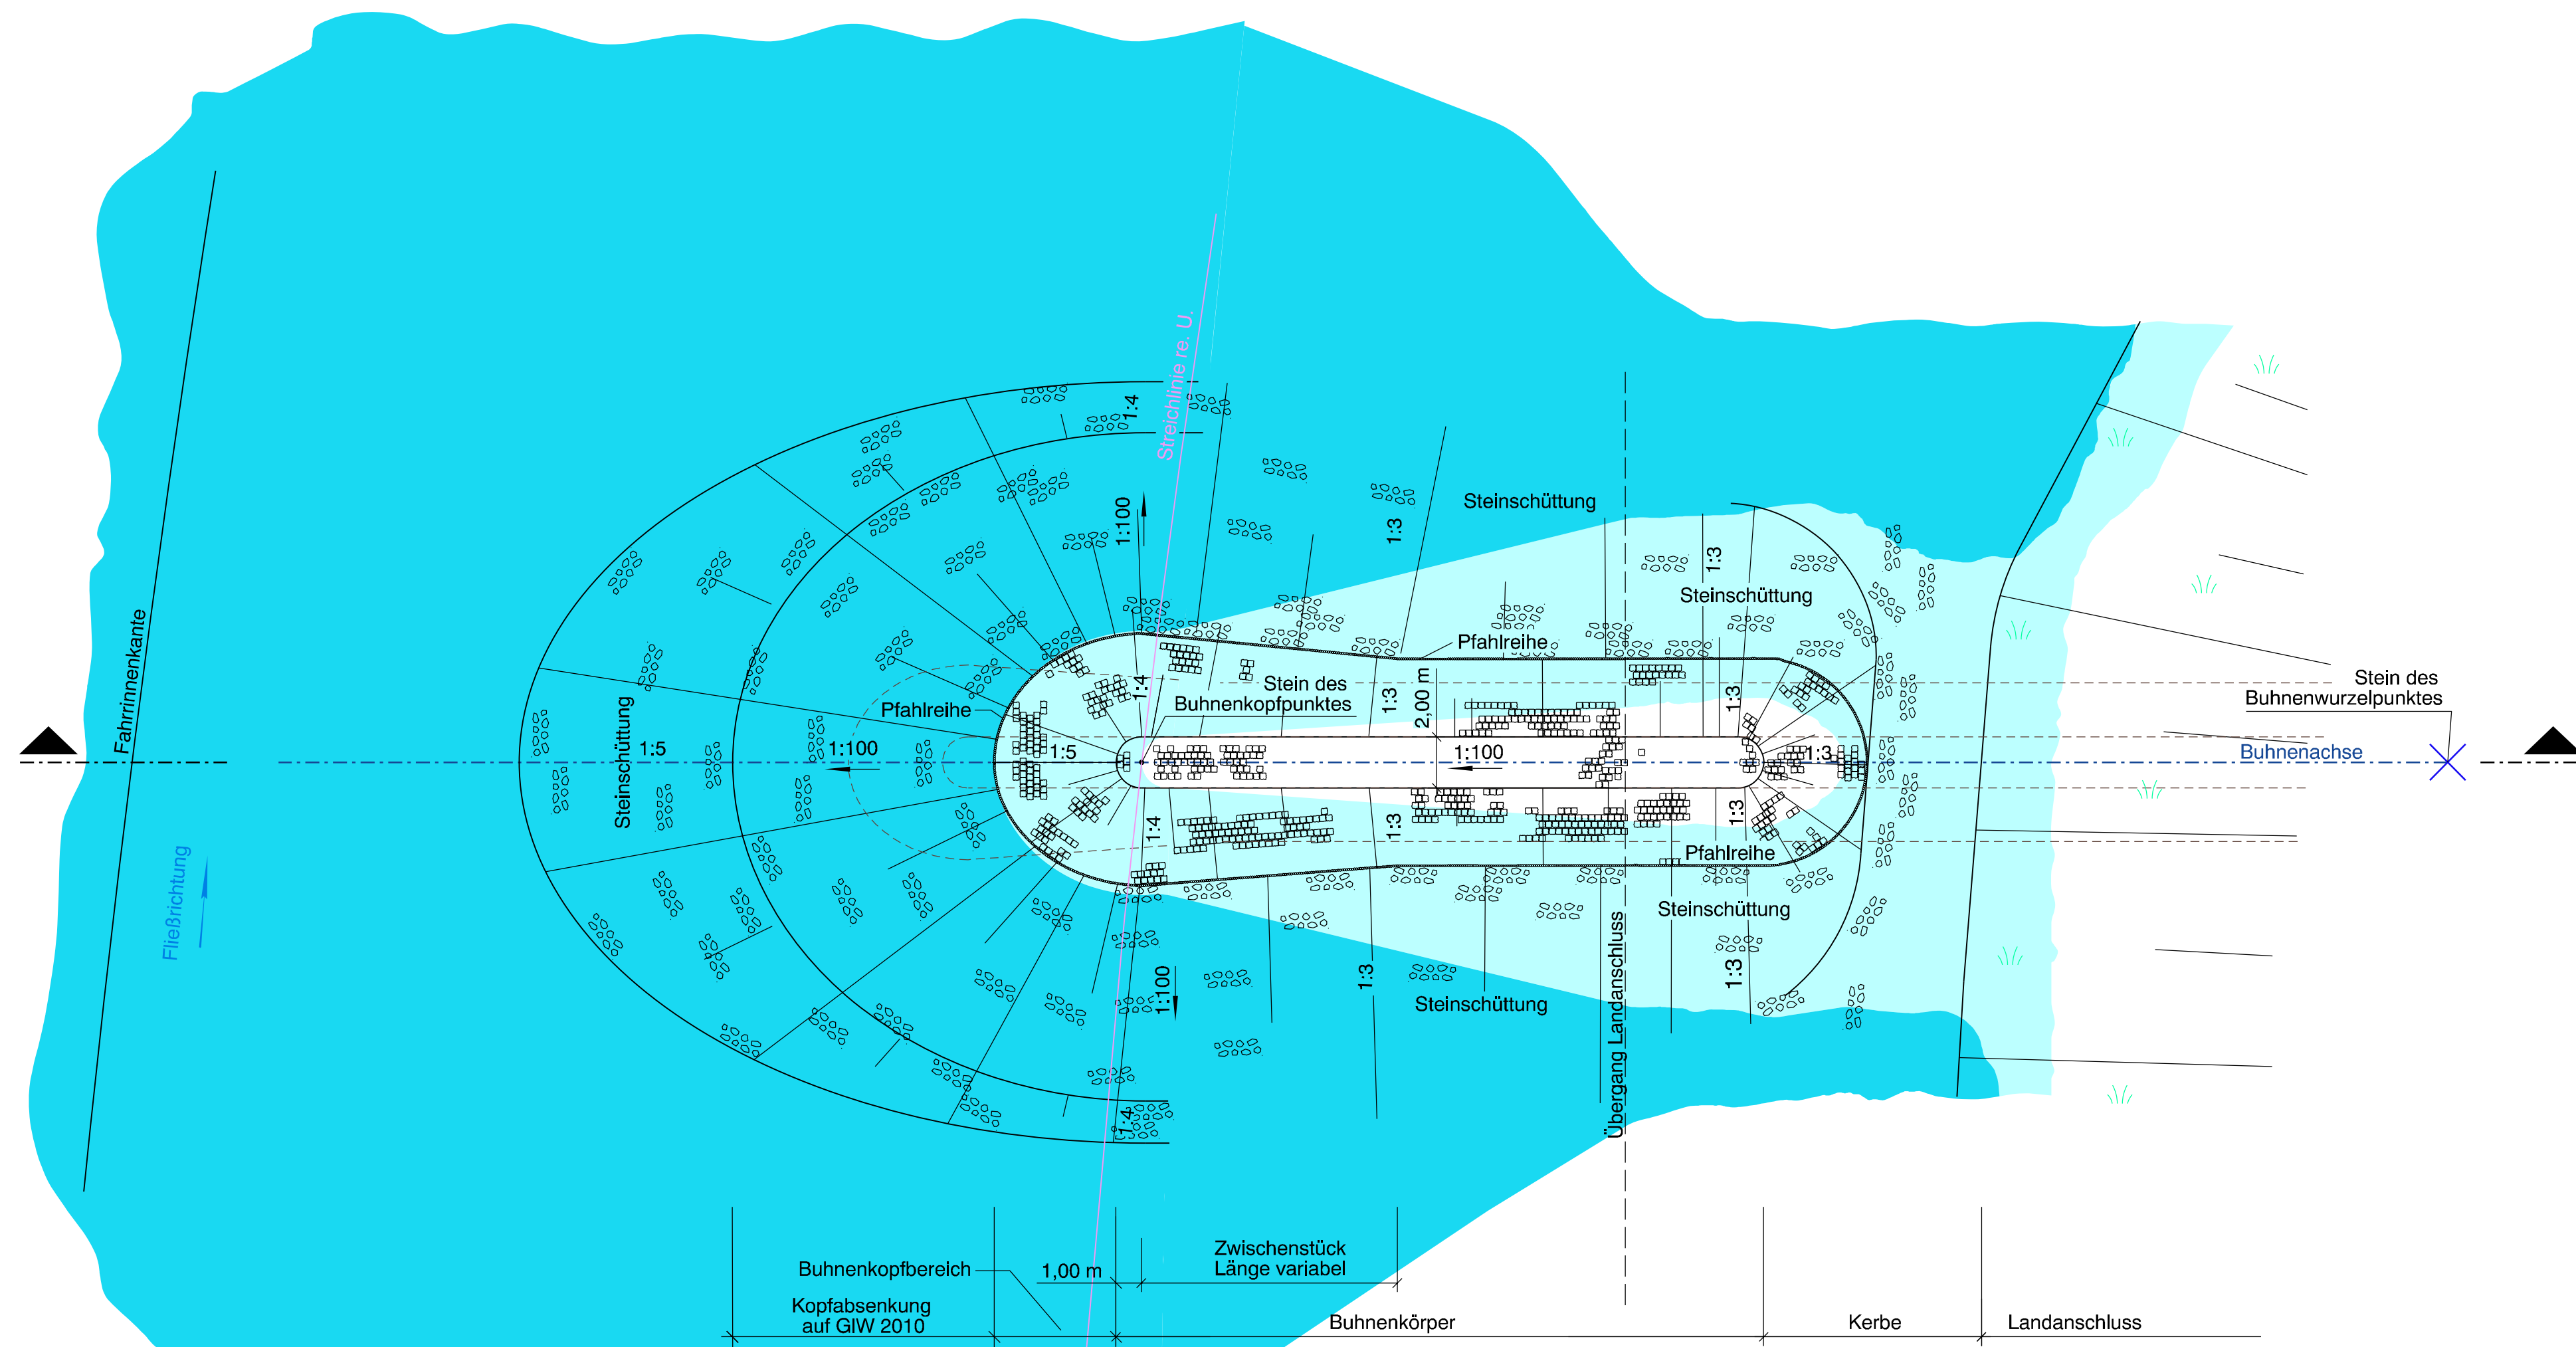 1:4
Streichlinie re. U.
1:100
1:3
Steinschüttung
1:3
Steinschüttung
Fahrrinnenkante
Pfahlreihe
Stein des
Buhnenkopfpunktes
1:4
1:3
2,00 m
1:3
Stein des
Buhnenwurzelpunktes
Pfahlreihe
Steinschüttung
1:5
1:100
1:5
1:100
1:3
Buhnenachse
1:4
1:3
1:3
Pfahlreihe
Fließrichtung
Steinschüttung
1:100
1:3
1:3
Steinschüttung
Übergang Landanschluss
1:4
Zwischenstück
Länge variabel
Buhnenkopfbereich
1,00 m
Kopfabsenkung
auf GlW 2010
Buhnenkörper
Kerbe
Landanschluss